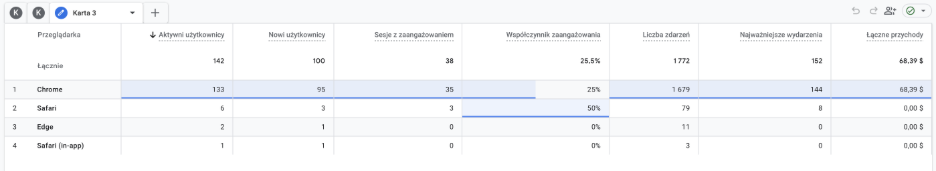 K K Karta 3
Przeglądarka Aktywni użytkownicy Nowi użytkownicy Sesje z zaangażowaniem Współczynnik zaangażowania Liczba zdarzeń Najważniejsze wydarzenia Łączne przychody
Łącznie 142 100 38 25,5% 1 772 152 68,39 $
1 Chrome 133 95 35 25% 1 679 144 68,39 $
2 Safari 6 3 3 50% 79 8 0,00 $
3 Edge 2 1 0 0% 11 0 0,00 $
4 Safari (in-app) 1 1 0 0% 3 0 0,00 $